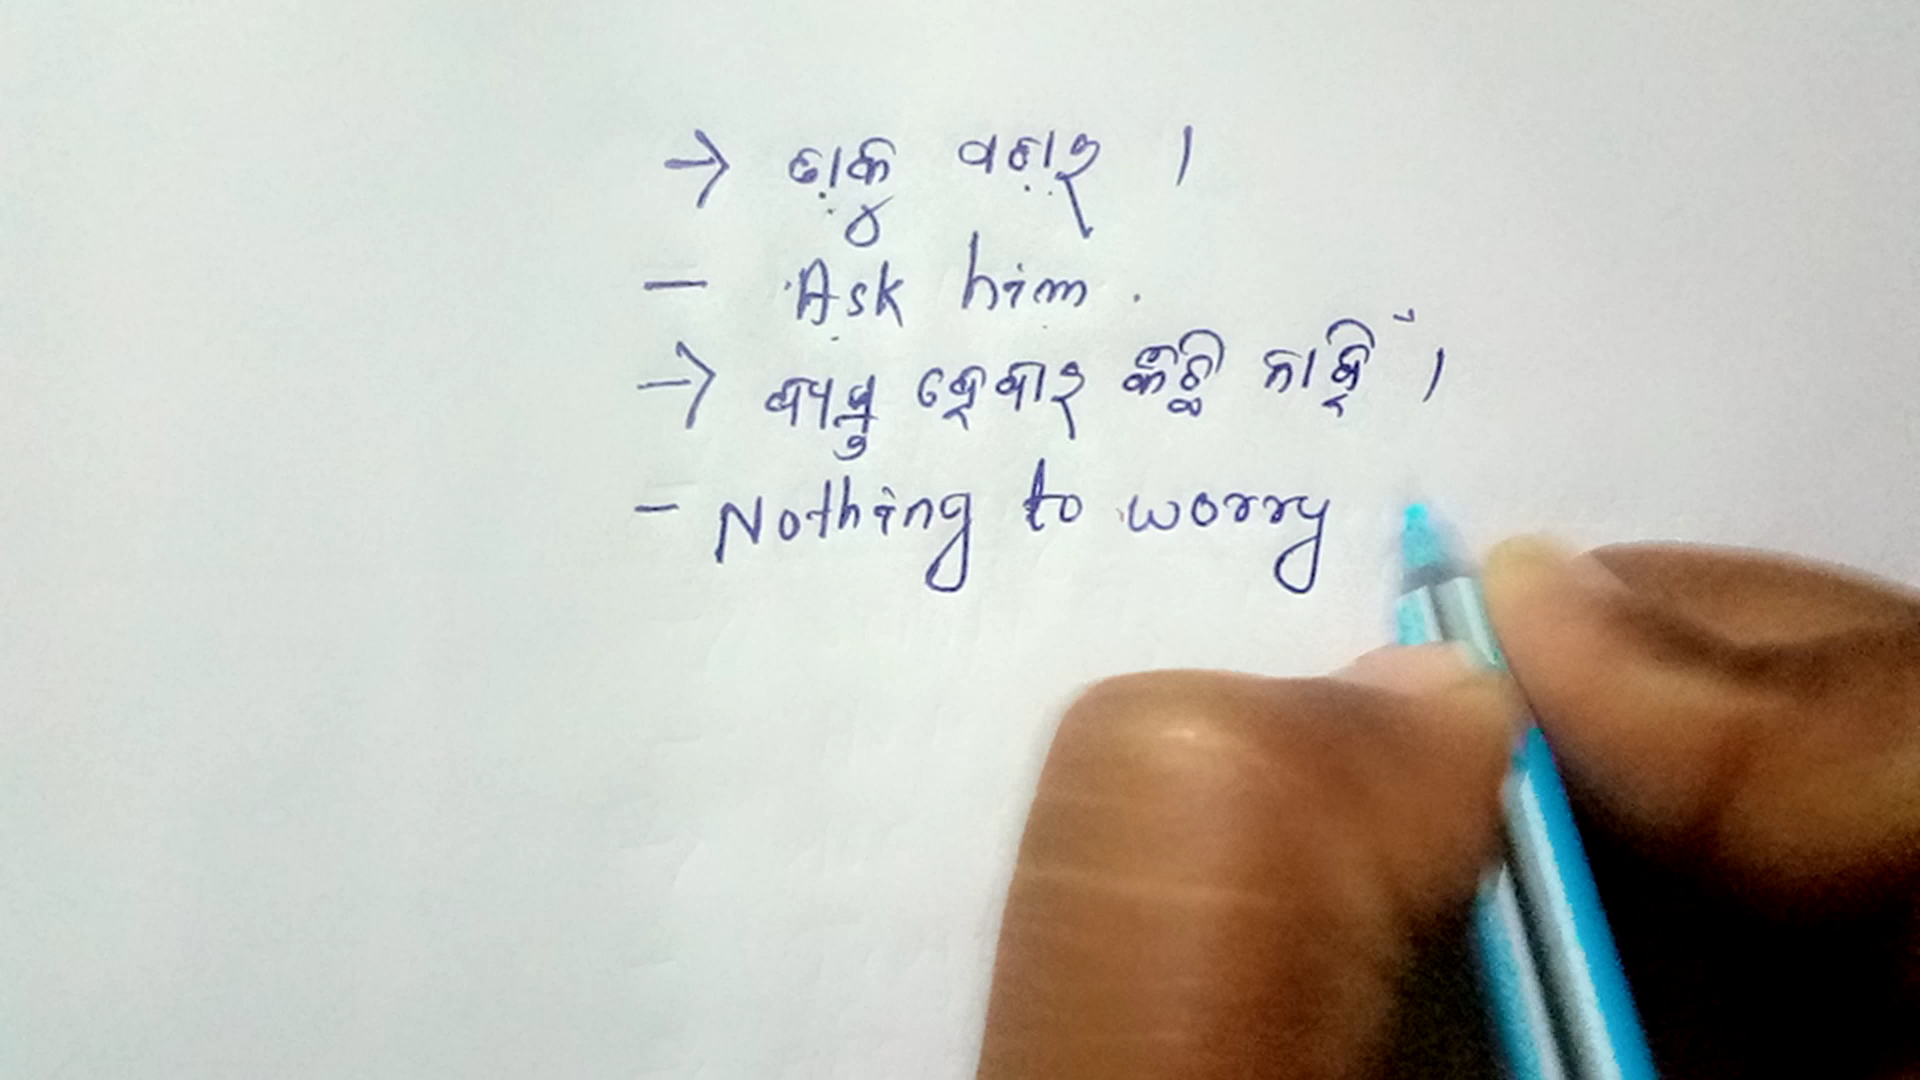 → ତାକୁ ପଚାର ।
- Ask him.
→ ବ୍ୟସ୍ତ ହେବାର କିଛି ନାହିଁ ।
- Nothing to worry